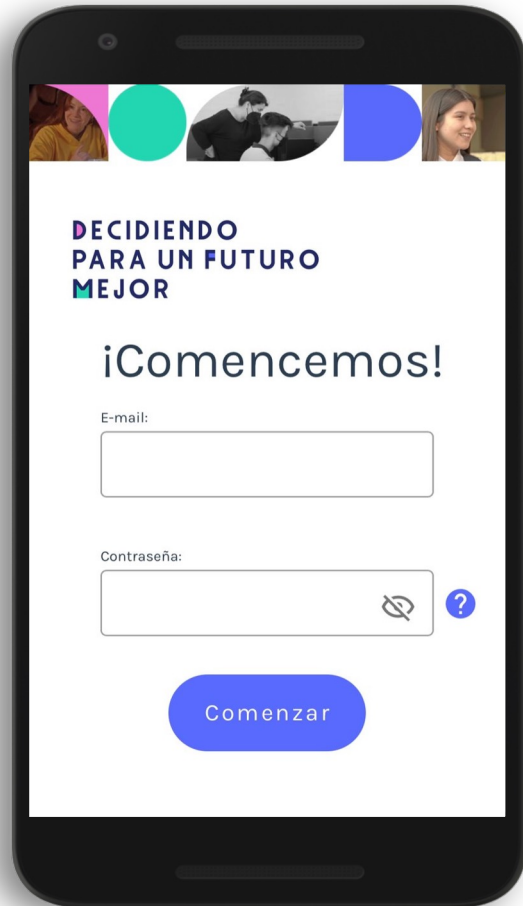 DECIDIENDO
PARA UN FUTURO
MEJOR
¡Comencemos!
E-mail:
Contraseña:
?
Comenzar